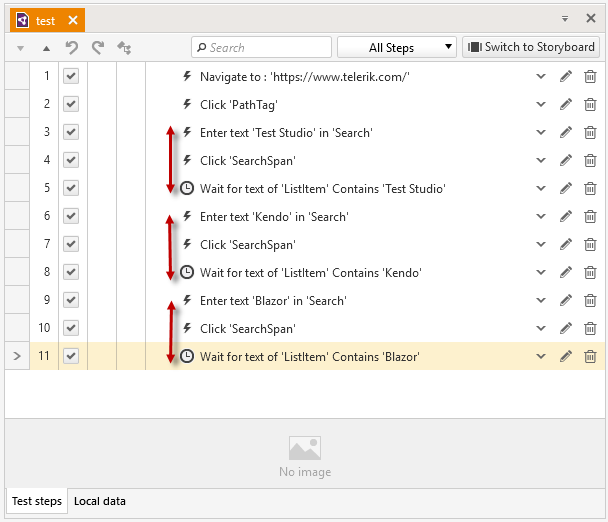 test
Search
All Steps
Switch to Storyboard
1 Navigate to : 'https://www.telerik.com/'
2 Click 'PathTag'
3 Enter text 'Test Studio' in 'Search'
4 Click 'SearchSpan'
5 Wait for text of 'ListItem' Contains 'Test Studio'
6 Enter text 'Kendo' in 'Search'
7 Click 'SearchSpan'
8 Wait for text of 'ListItem' Contains 'Kendo'
9 Enter text 'Blazor' in 'Search'
10 Click 'SearchSpan'
11 Wait for text of 'ListItem' Contains 'Blazor'
No image
Test steps
Local data